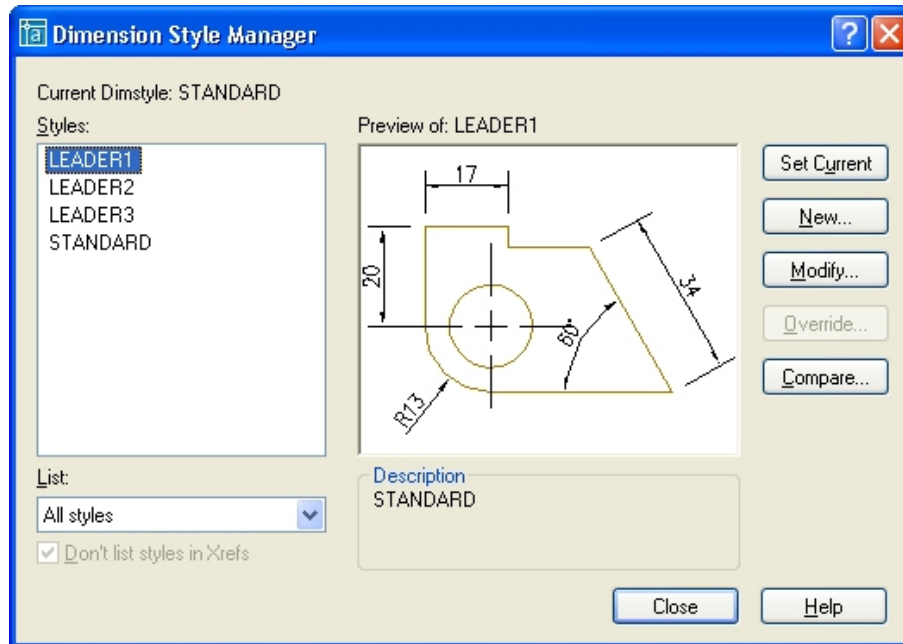 Dimension Style Manager
Current Dimstyle: STANDARD
Styles:
LEADER1
LEADER2
LEADER3
STANDARD
List:
All styles
Don't list styles in Xrefs
Preview of: LEADER1
17
20
34
60°
R13
Description
STANDARD
Set Current
New...
Modify...
Override...
Compare...
Close
Help